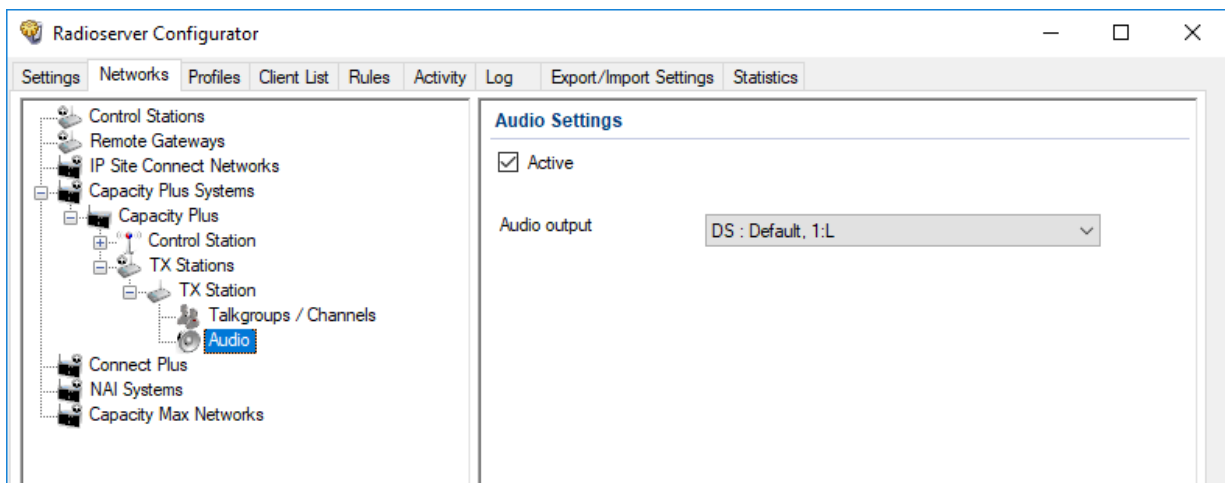 Radioserver Configurator
Settings Networks Profiles Client List Rules Activity Log Export/Import Settings Statistics
Control Stations
Remote Gateways
IP Site Connect Networks
Capacity Plus Systems
Capacity Plus
Control Station
TX Stations
TX Station
Talkgroups / Channels
Audio
Connect Plus
NAI Systems
Capacity Max Networks
Audio Settings
Active
Audio output DS : Default, 1:L